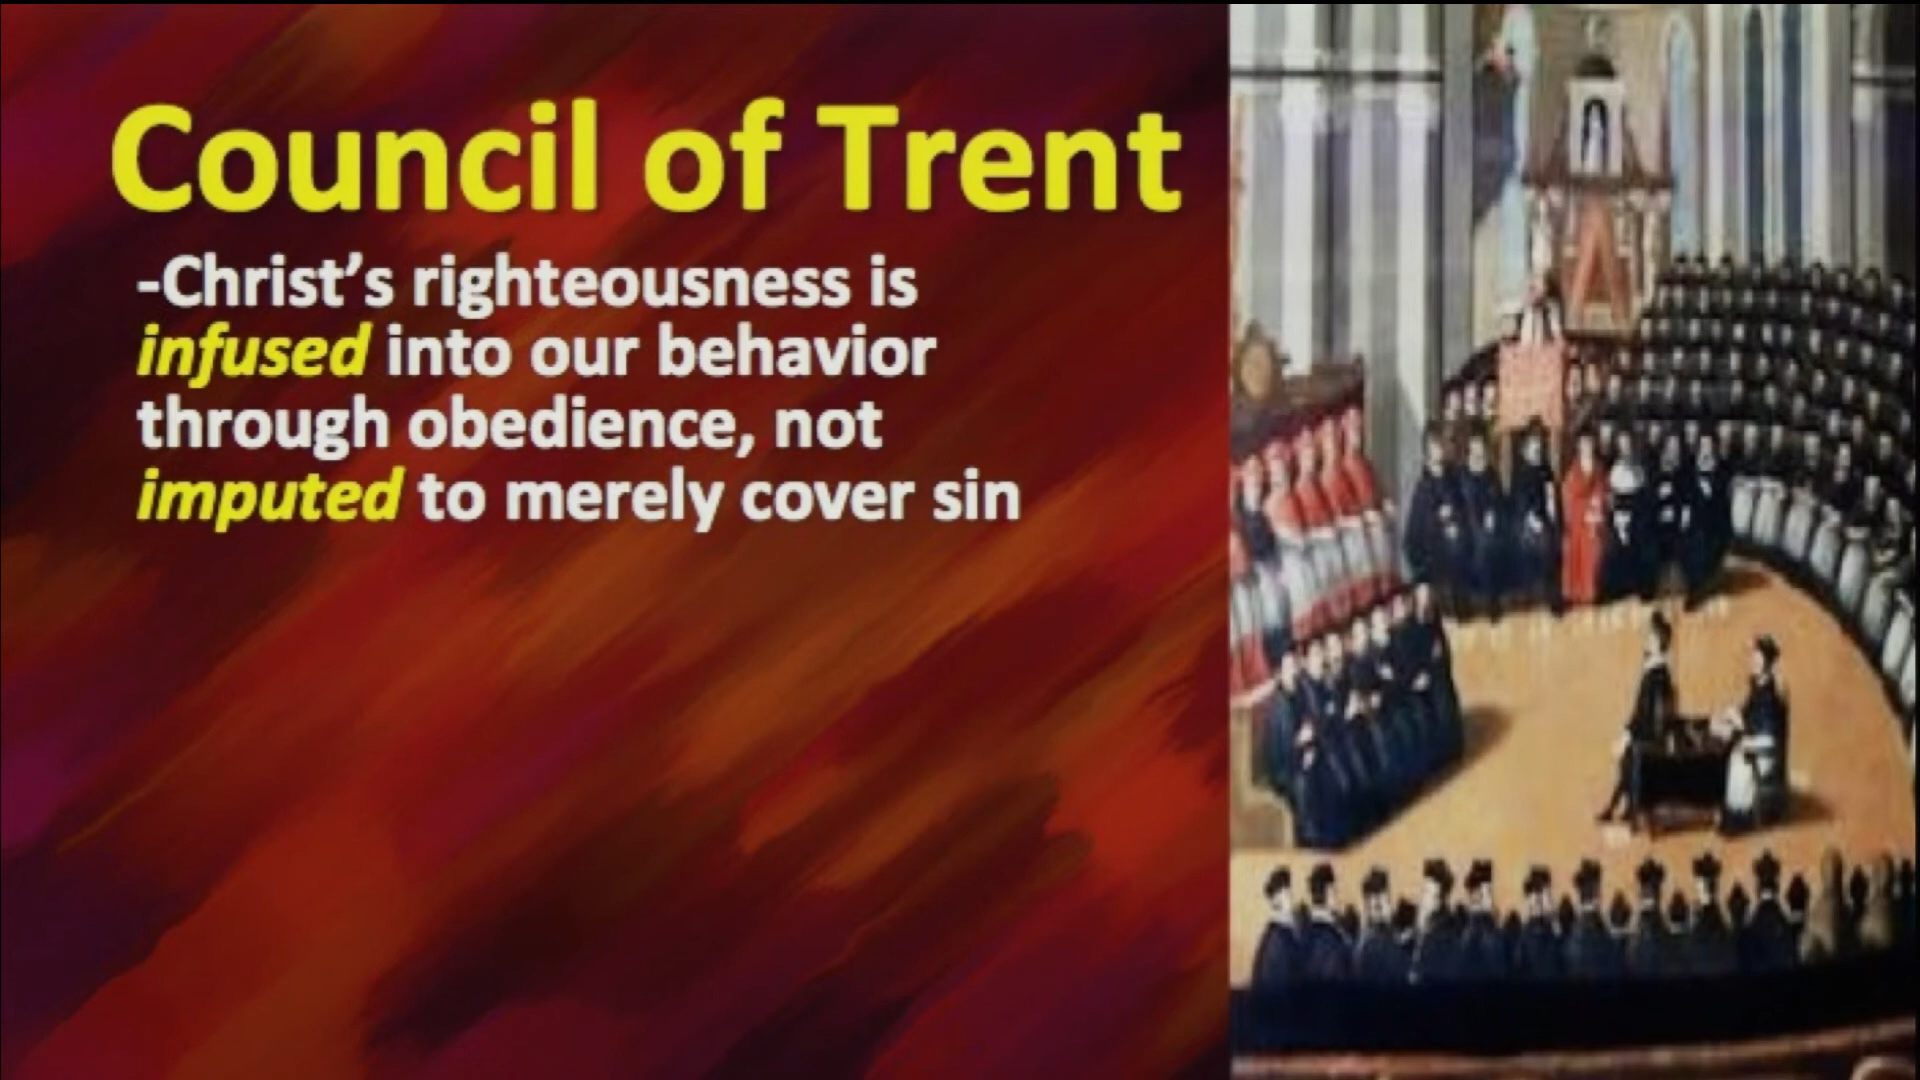 Council of Trent
-Christ’s righteousness is
infused into our behavior
through obedience, not
imputed to merely cover sin